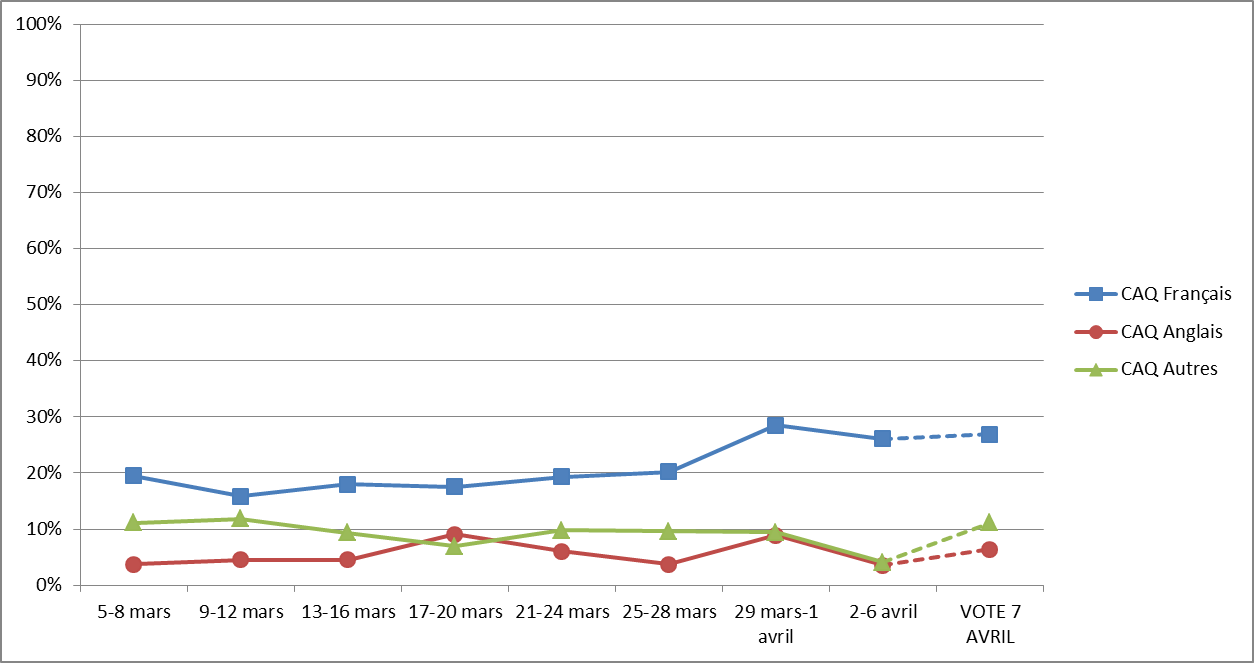 100%
90%
80%
70%
60%
50%
40%
30%
20%
10%
0%
5-8 mars
9-12 mars
13-16 mars
17-20 mars
21-24 mars
25-28 mars
29 mars-1
avril
2-6 avril
VOTE 7
AVRIL
CAQ Français
CAQ Anglais
CAQ Autres